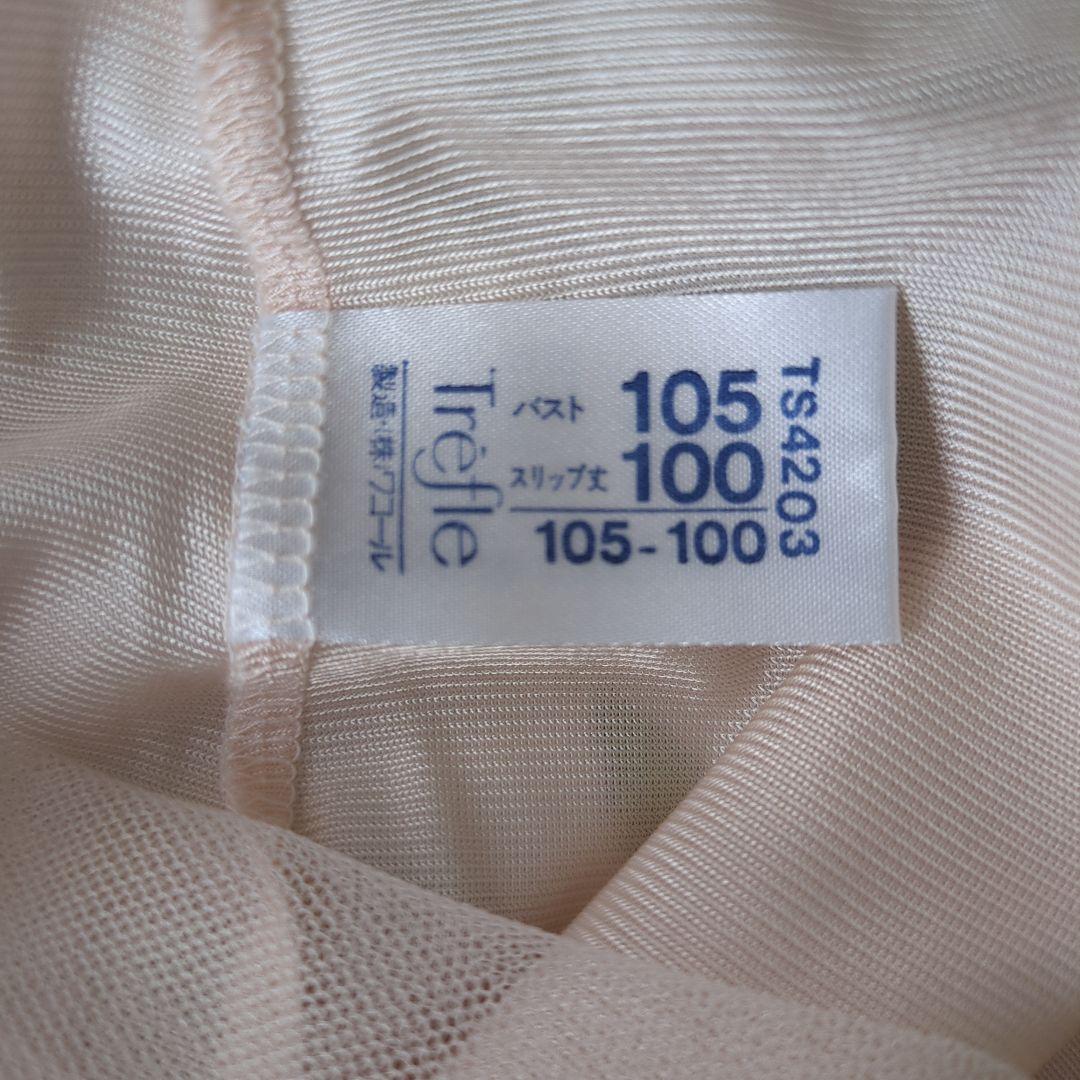 バスト 105
スリップ丈 100
105-100
TS4203
Tréfle
製造・(株)ワコール